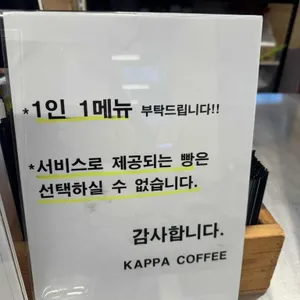 *1인 1메뉴 부탁드립니다!!
*서비스로 제공되는 빵은
선택하실 수 없습니다.
감사합니다.
KAPPA COFFEE